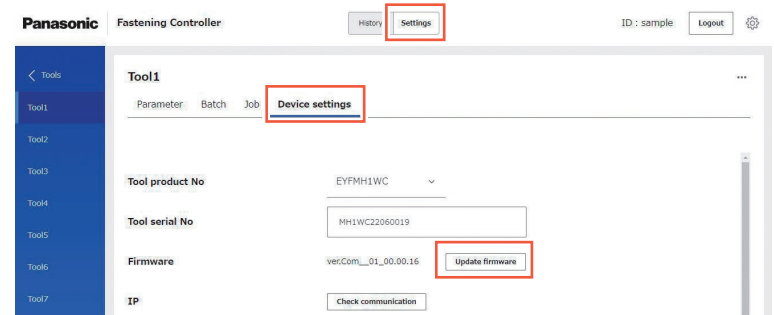 Panasonic Fastening Controller History Settings ID : sample Logout
Tools
Tool1
Tool2
Tool3
Tool4
Tool5
Tool6
Tool7
Tool1
Parameter Batch Job Device settings
Tool product No EYFMH1WC
Tool serial No MH1WC22060019
Firmware ver.Com__01_00.00.16 Update firmware
IP Check communication